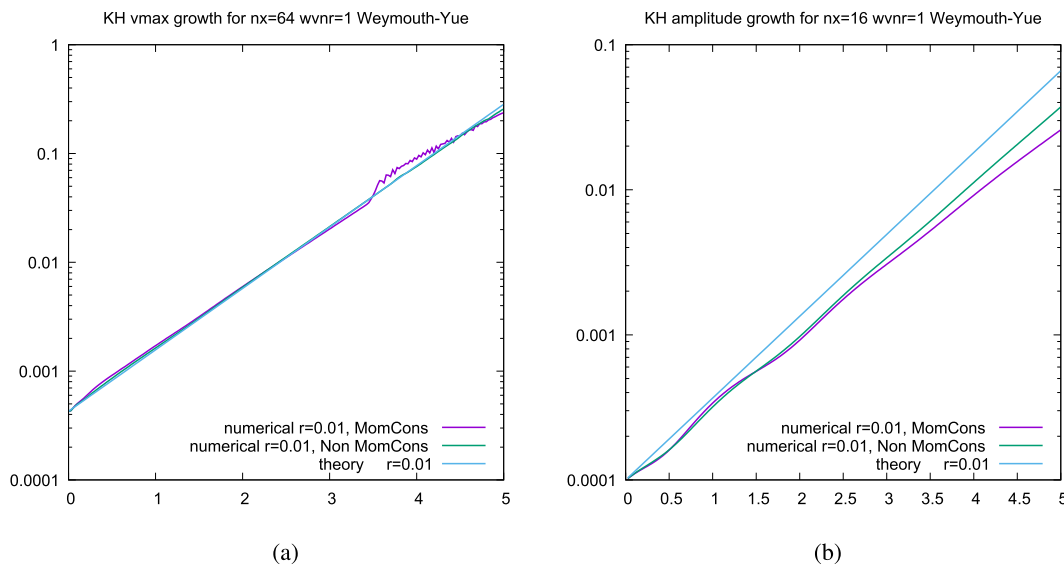 KH vmax growth for nx=64 wvnr=1 Weymouth-Yue
1
0.1
0.01
0.001
0.0001
numerical r=0.01, MomCons
numerical r=0.01, Non MomCons
theory r=0.01
0 1 2 3 4 5
(a)
KH amplitude growth for nx=16 wvnr=1 Weymouth-Yue
0.1
0.01
0.001
0.0001
numerical r=0.01, MomCons
numerical r=0.01, Non MomCons
theory r=0.01
0 0.5 1 1.5 2 2.5 3 3.5 4 4.5 5
(b)